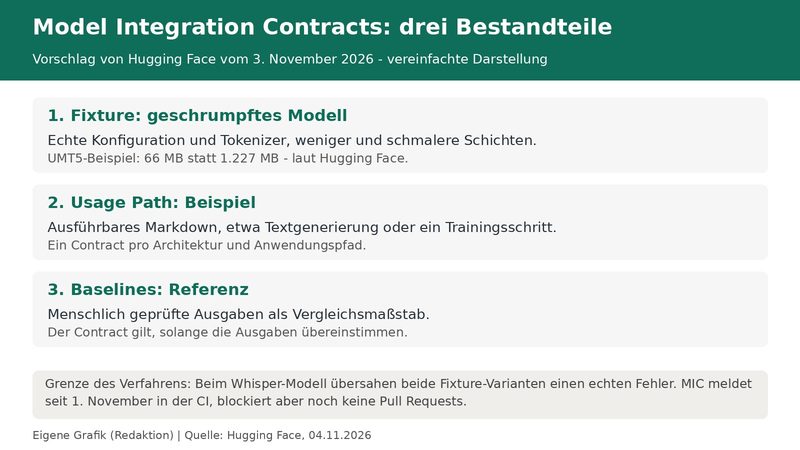 Model Integration Contracts: drei Bestandteile
Vorschlag von Hugging Face vom 3. November 2026 - vereinfachte Darstellung
1. Fixture: geschrumpftes Modell
Echte Konfiguration und Tokenizer, weniger und schmalere Schichten.
UMT5-Beispiel: 66 MB statt 1.227 MB - laut Hugging Face.
2. Usage Path: Beispiel
Ausführbares Markdown, etwa Textgenerierung oder ein Trainingsschritt.
Ein Contract pro Architektur und Anwendungspfad.
3. Baselines: Referenz
Menschlich geprüfte Ausgaben als Vergleichsmaßstab.
Der Contract gilt, solange die Ausgaben übereinstimmen.
Grenze des Verfahrens: Beim Whisper-Modell übersahen beide Fixture-Varianten einen echten Fehler. MIC meldet
seit 1. November in der CI, blockiert aber noch keine Pull Requests.
Eigene Grafik (Redaktion) | Quelle: Hugging Face, 04.11.2026